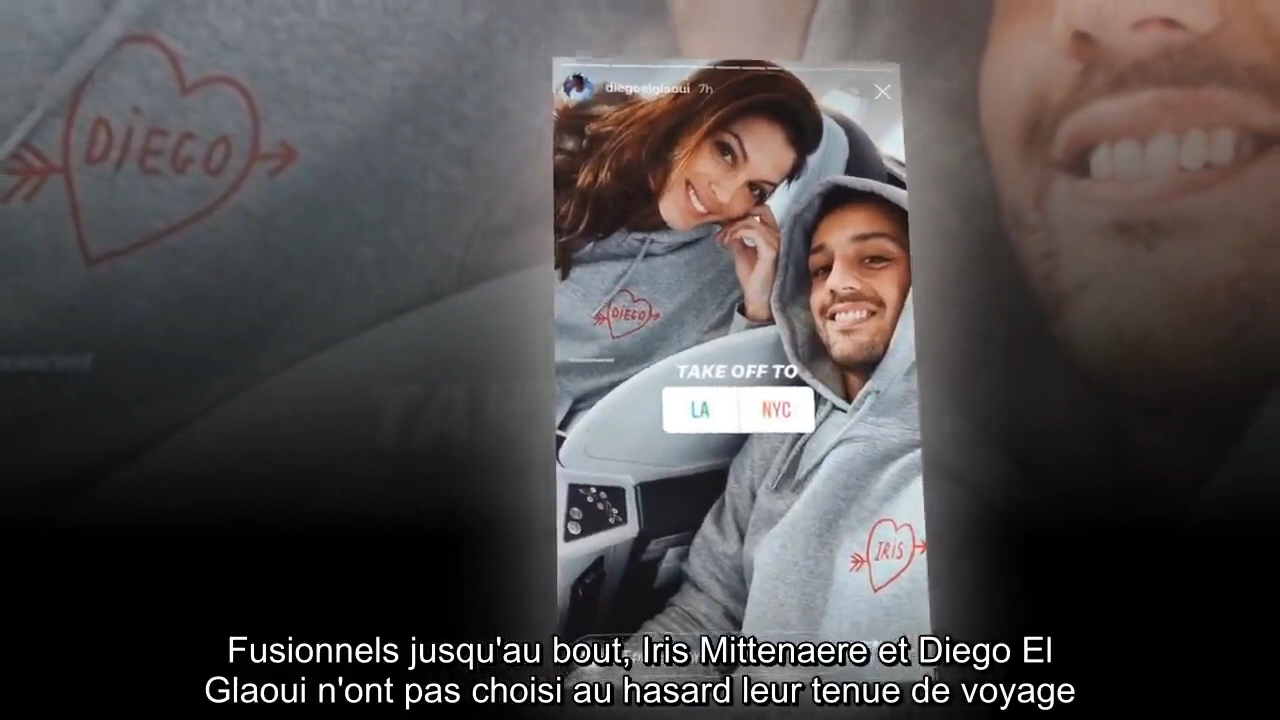 DIEGO
diegoelglaoui 7h
DIEGO
TAKE OFF TO
LA NYC
IRIS
Fusionnels jusqu'au bout, Iris Mittenaere et Diego El
Glaoui n'ont pas choisi au hasard leur tenue de voyage